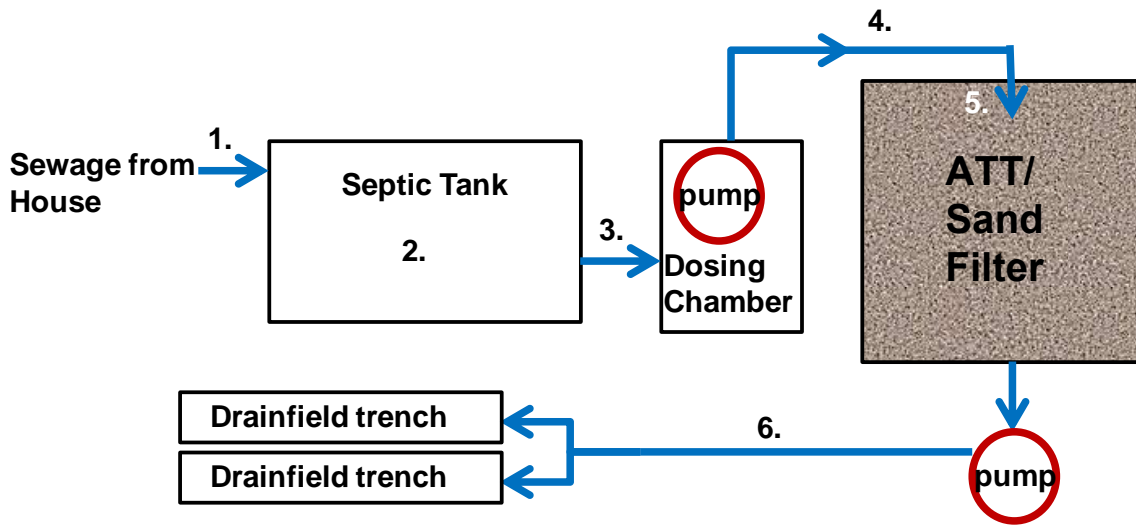 4.
1.
5.
Sewage from
House
Septic Tank
2.
3.
pump
Dosing
Chamber
ATT/
Sand
Filter
Drainfield trench
6.
Drainfield trench
pump